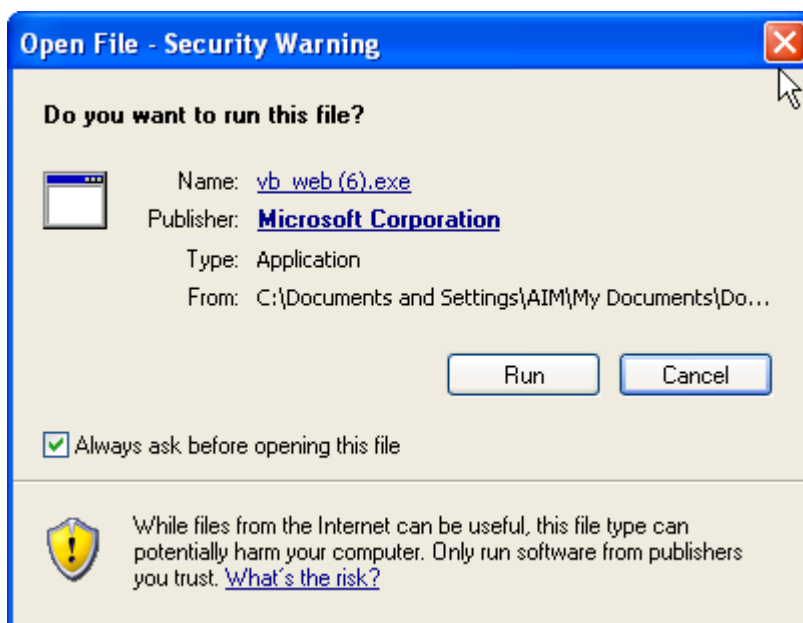 Open File - Security Warning
Do you want to run this file?
Name: vb_web (6).exe
Publisher: Microsoft Corporation
Type: Application
From: C:\Documents and Settings\AIM\My Documents\Do...
Run Cancel
Always ask before opening this file
While files from the Internet can be useful, this file type can
potentially harm your computer. Only run software from publishers
you trust. What's the risk?